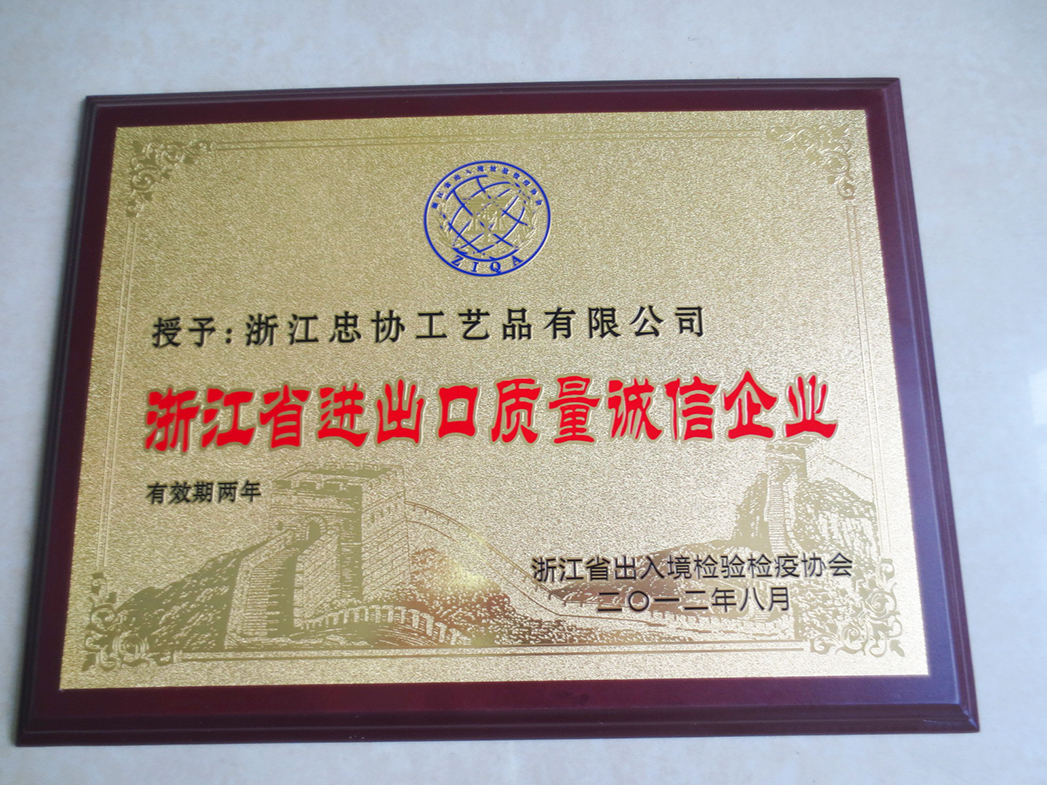 ZIQA
授予:浙江忠协工艺品有限公司
浙江省进出口质量诚信企业
有效期两年
浙江省出入境检验检疫协会
二〇一二年八月